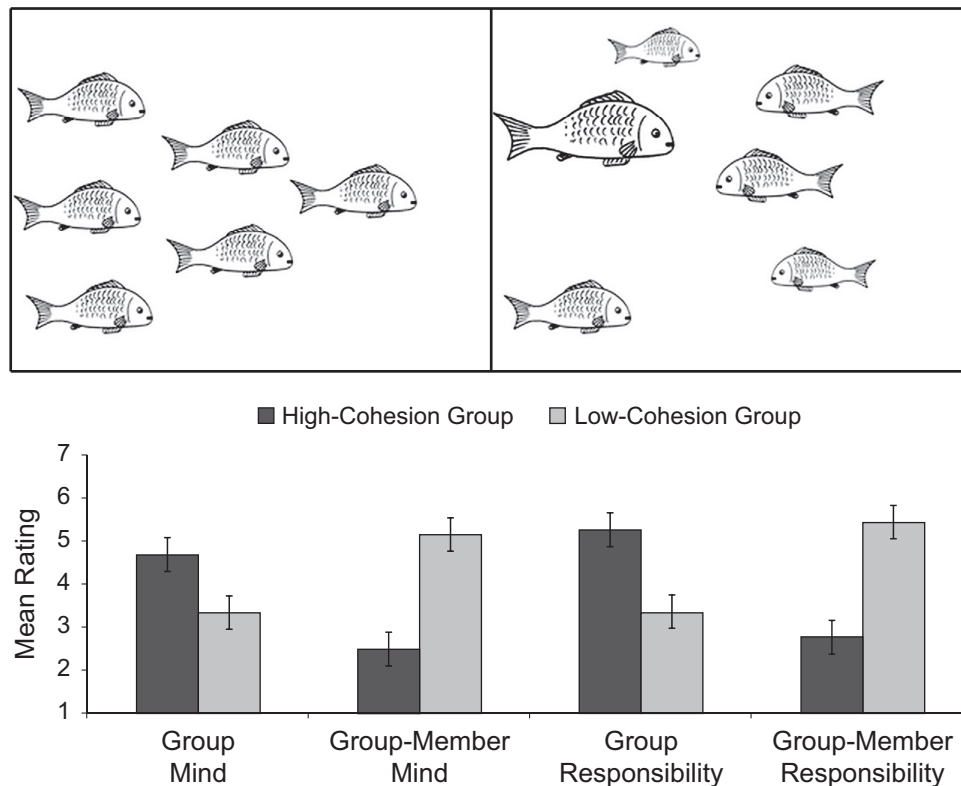 High-Cohesion Group Low-Cohesion Group
Mean Rating
7
6
5
4
3
2
1
Group Mind
Group-Member Mind
Group Responsibility
Group-Member Responsibility